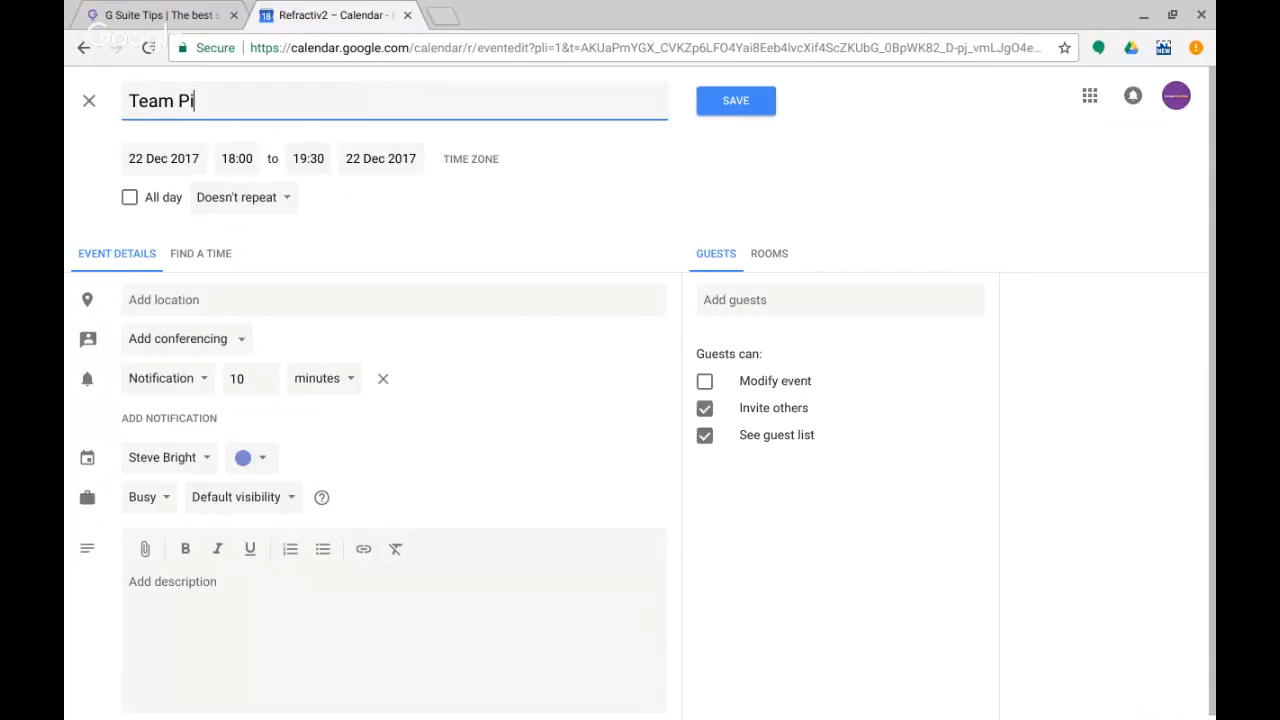 G Suite Tips | The best s
Refractiv2 – Calendar -
Google
Secure
https://calendar.google.com/calendar/r/eventedit?pli=1&t=AKUaPmYGX_CVKZp6LFO4Yai8Eeb4lvcXif4ScZKUbG_0BpWK82_D-pj_vmLJgO4e...
NEW
Team Pi
SAVE
22 Dec 2017 18:00 to 19:30 22 Dec 2017 TIME ZONE
All day Doesn't repeat
EVENT DETAILS FIND A TIME
GUESTS ROOMS
Add location
Add guests
Add conferencing
Guests can:
Notification 10 minutes
Modify event
Invite others
ADD NOTIFICATION
See guest list
Steve Bright
Busy Default visibility
B I U
Add description